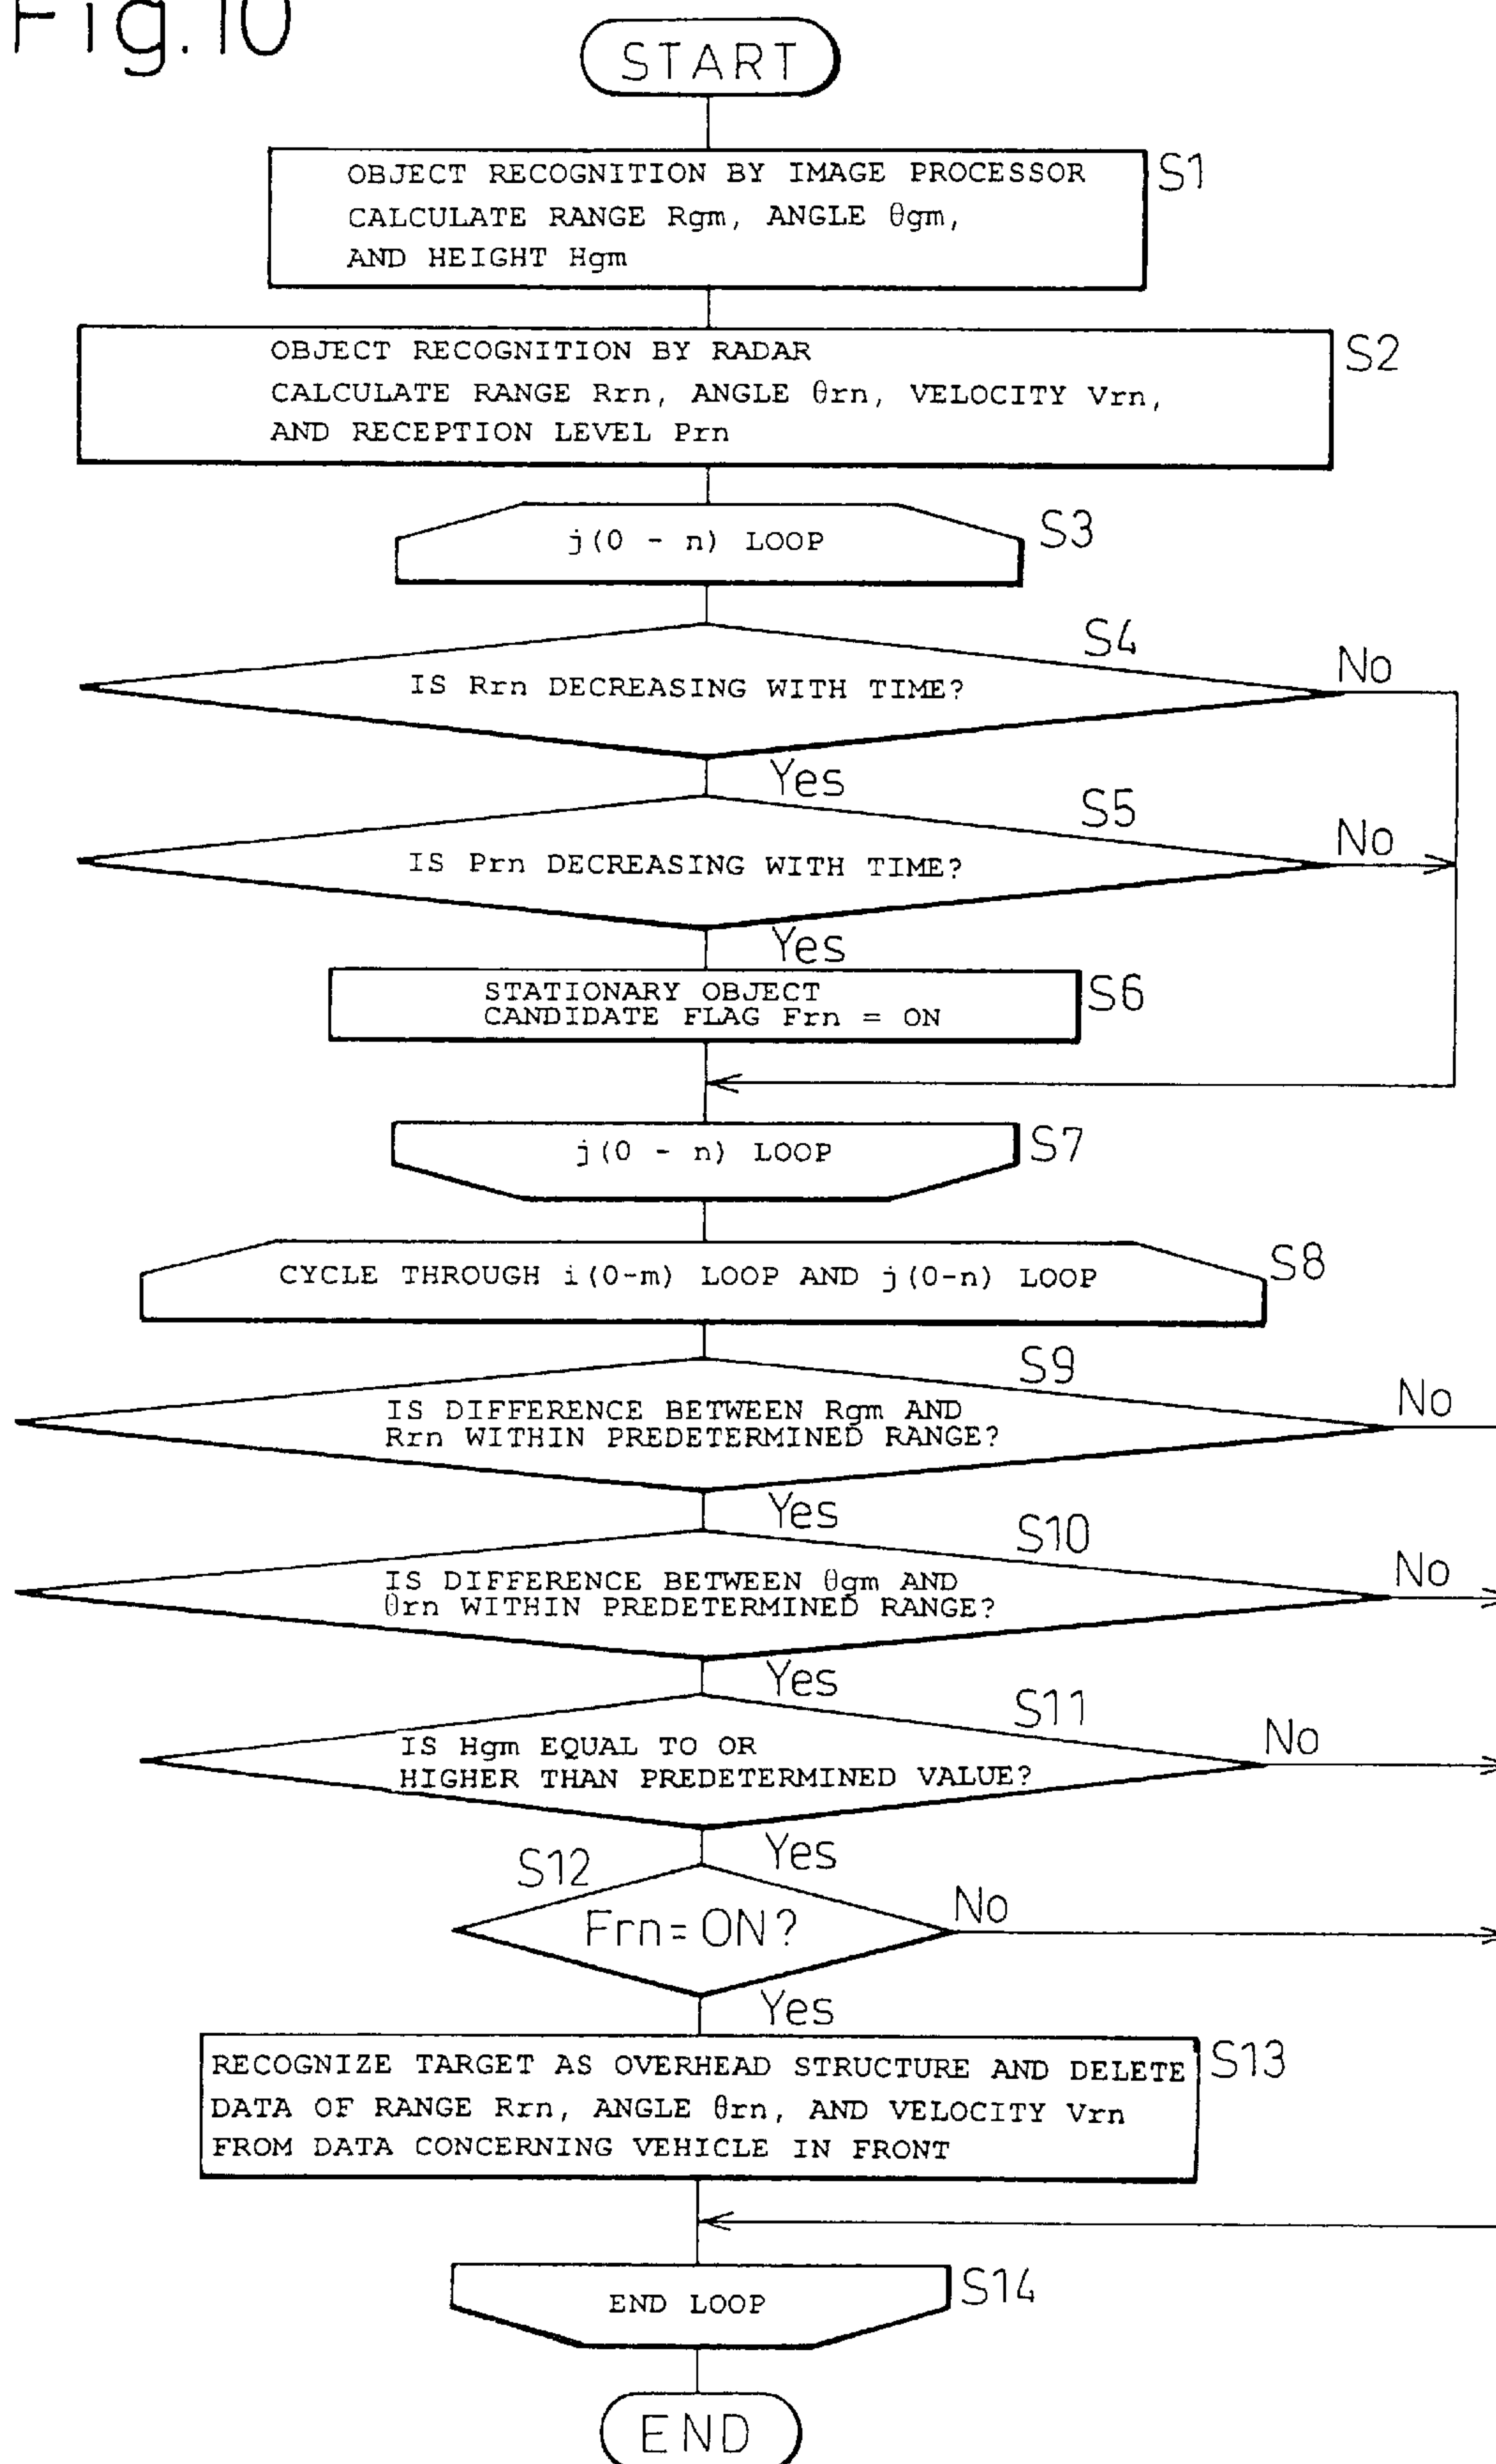 Fig.10
START
S1
OBJECT RECOGNITION BY IMAGE PROCESSOR
CALCULATE RANGE Rgm, ANGLE θgm,
AND HEIGHT Hgm
S2
OBJECT RECOGNITION BY RADAR
CALCULATE RANGE Rrn, ANGLE θrn, VELOCITY Vrn,
AND RECEPTION LEVEL Prn
S3
j(0 - n) LOOP
S4
No
IS Rrn DECREASING WITH TIME?
Yes
S5
No
IS Prn DECREASING WITH TIME?
Yes
S6
STATIONARY OBJECT
CANDIDATE FLAG Frn = ON
S7
j(0 - n) LOOP
S8
CYCLE THROUGH i(0-m) LOOP AND j(0-n) LOOP
S9
No
IS DIFFERENCE BETWEEN Rgm AND
Rrn WITHIN PREDETERMINED RANGE?
Yes
S10
No
IS DIFFERENCE BETWEEN θgm AND
θrn WITHIN PREDETERMINED RANGE?
Yes
S11
No
IS Hgm EQUAL TO OR
HIGHER THAN PREDETERMINED VALUE?
Yes
S12
No
Frn=ON?
Yes
S13
RECOGNIZE TARGET AS OVERHEAD STRUCTURE AND DELETE
DATA OF RANGE Rrn, ANGLE θrn, AND VELOCITY Vrn
FROM DATA CONCERNING VEHICLE IN FRONT
S14
END LOOP
END